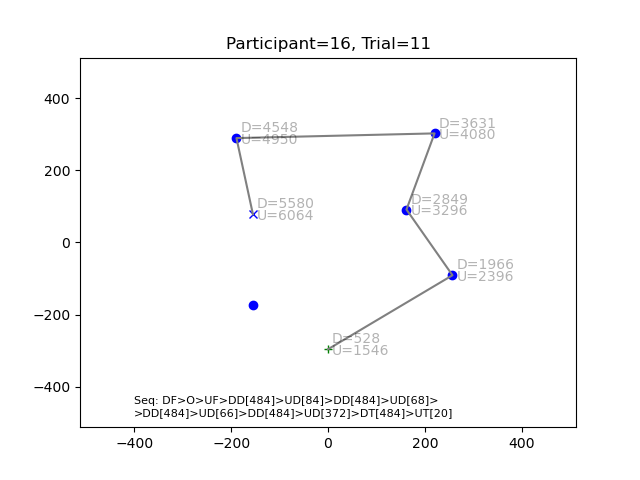 Participant=16, Trial=11
400
200
0
−200
−400
D=4548
U=4950
D=3631
U=4080
D=5580
U=6064
D=2849
U=3296
D=1966
U=2396
D=528
U=1546
Seq: DF>O>UF>DD[484]>UD[84]>DD[484]>UD[68]>
>DD[484]>UD[66]>DD[484]>UD[372]>DT[484]>UT[20]
−400 −200 0 200 400